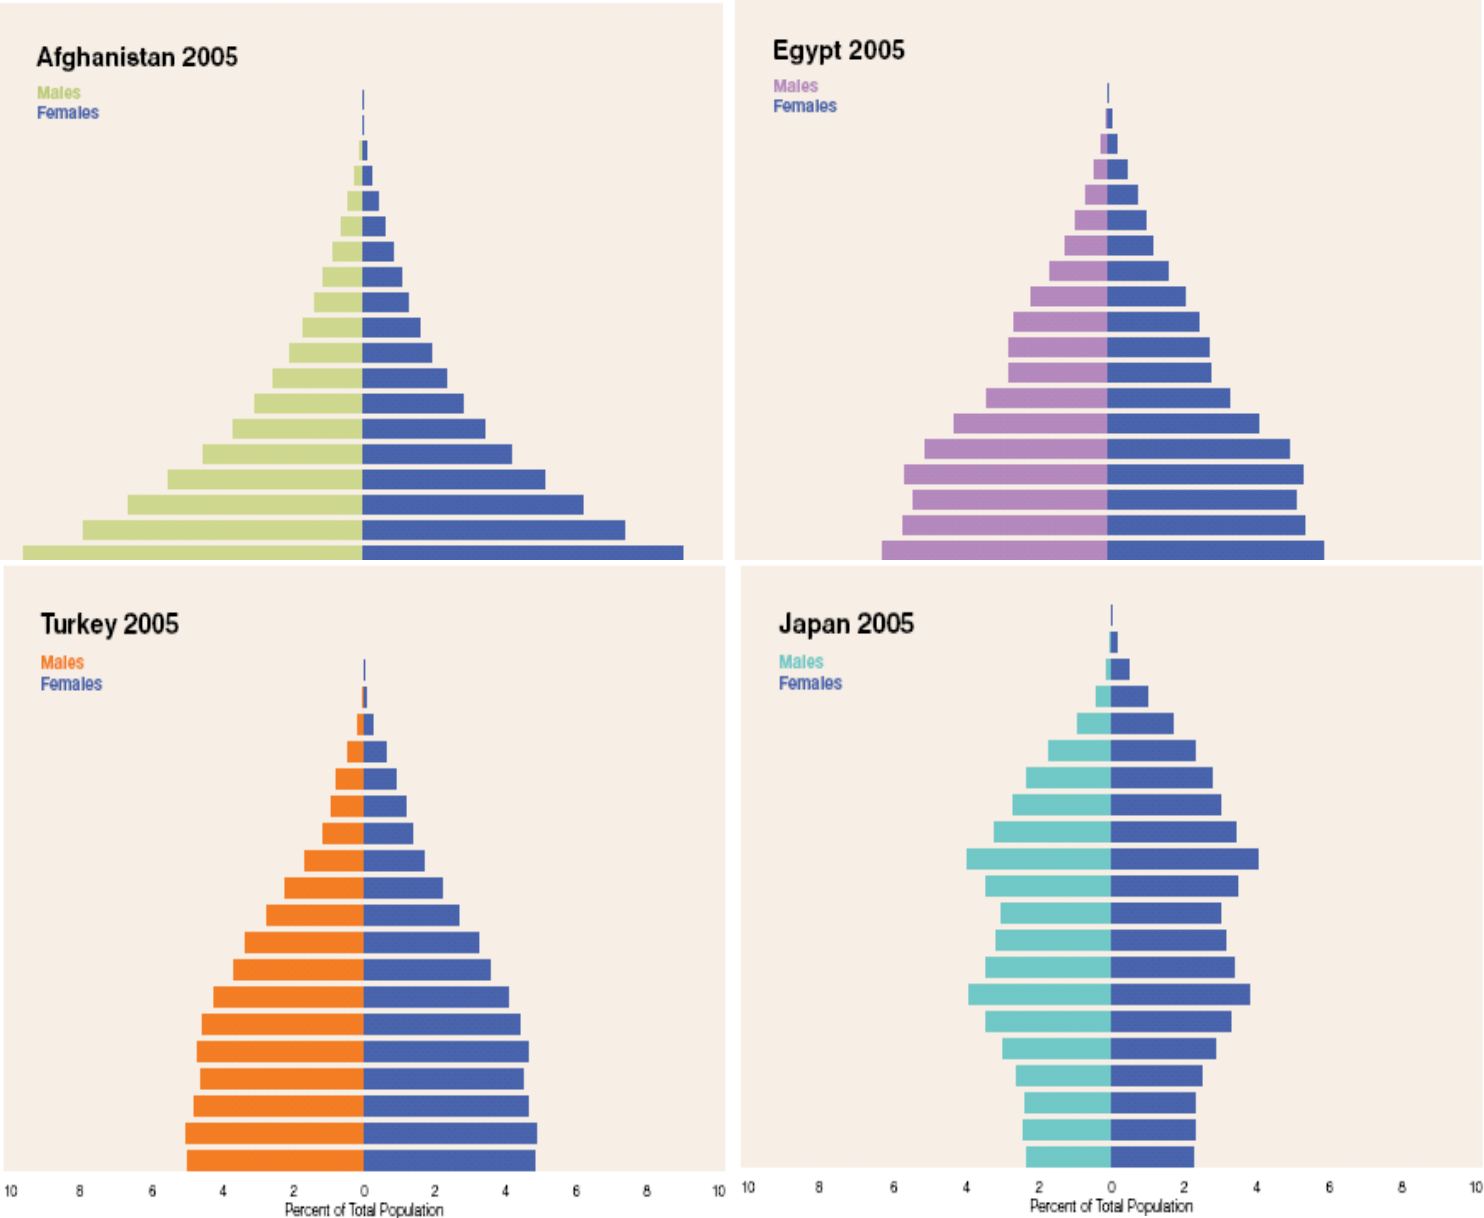 Afghanistan 2005
Males
Females
Egypt 2005
Males
Females
Turkey 2005
Males
Females
10 8 6 4 2 0 2 4 6 8 10
Percent of Total Population
Japan 2005
Males
Females
10 8 6 4 2 0 2 4 6 8 10
Percent of Total Population